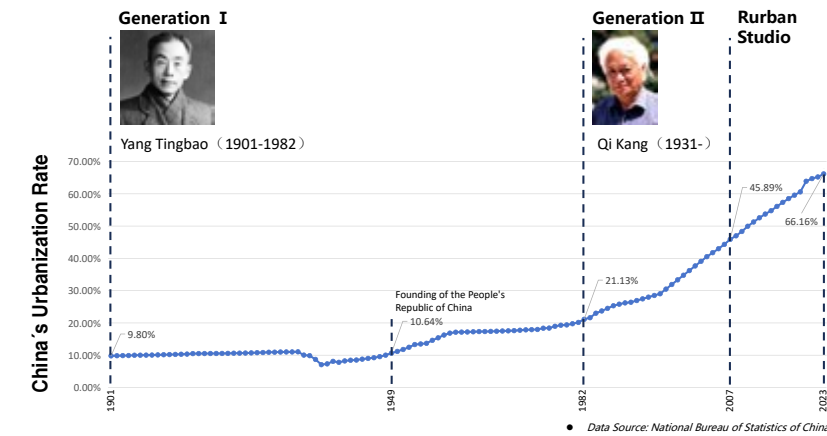 Generation Ⅰ
Generation Ⅱ
Rurban
Studio
Yang Tingbao（1901-1982）
Qi Kang（1931-）
China´s Urbanization Rate
70.00%
60.00%
50.00%
40.00%
30.00%
20.00%
10.00%
0.00%
9.80%
Founding of the People's
Republic of China
10.64%
21.13%
45.89%
66.16%
1901
1949
1982
2007
2023
● Data Source: National Bureau of Statistics of China